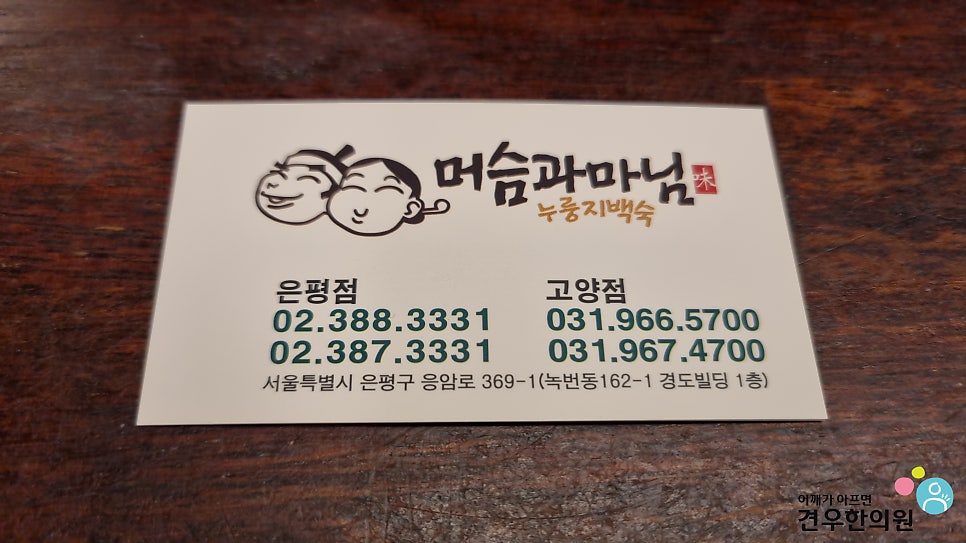 머슴과마님 味
누룽지백숙
은평점
02.388.3331
02.387.3331
고양점
031.966.5700
031.967.4700
서울특별시 은평구 응암로 369-1(녹번동162-1 경도빌딩 1층)
어깨가 아프면
견우한의원